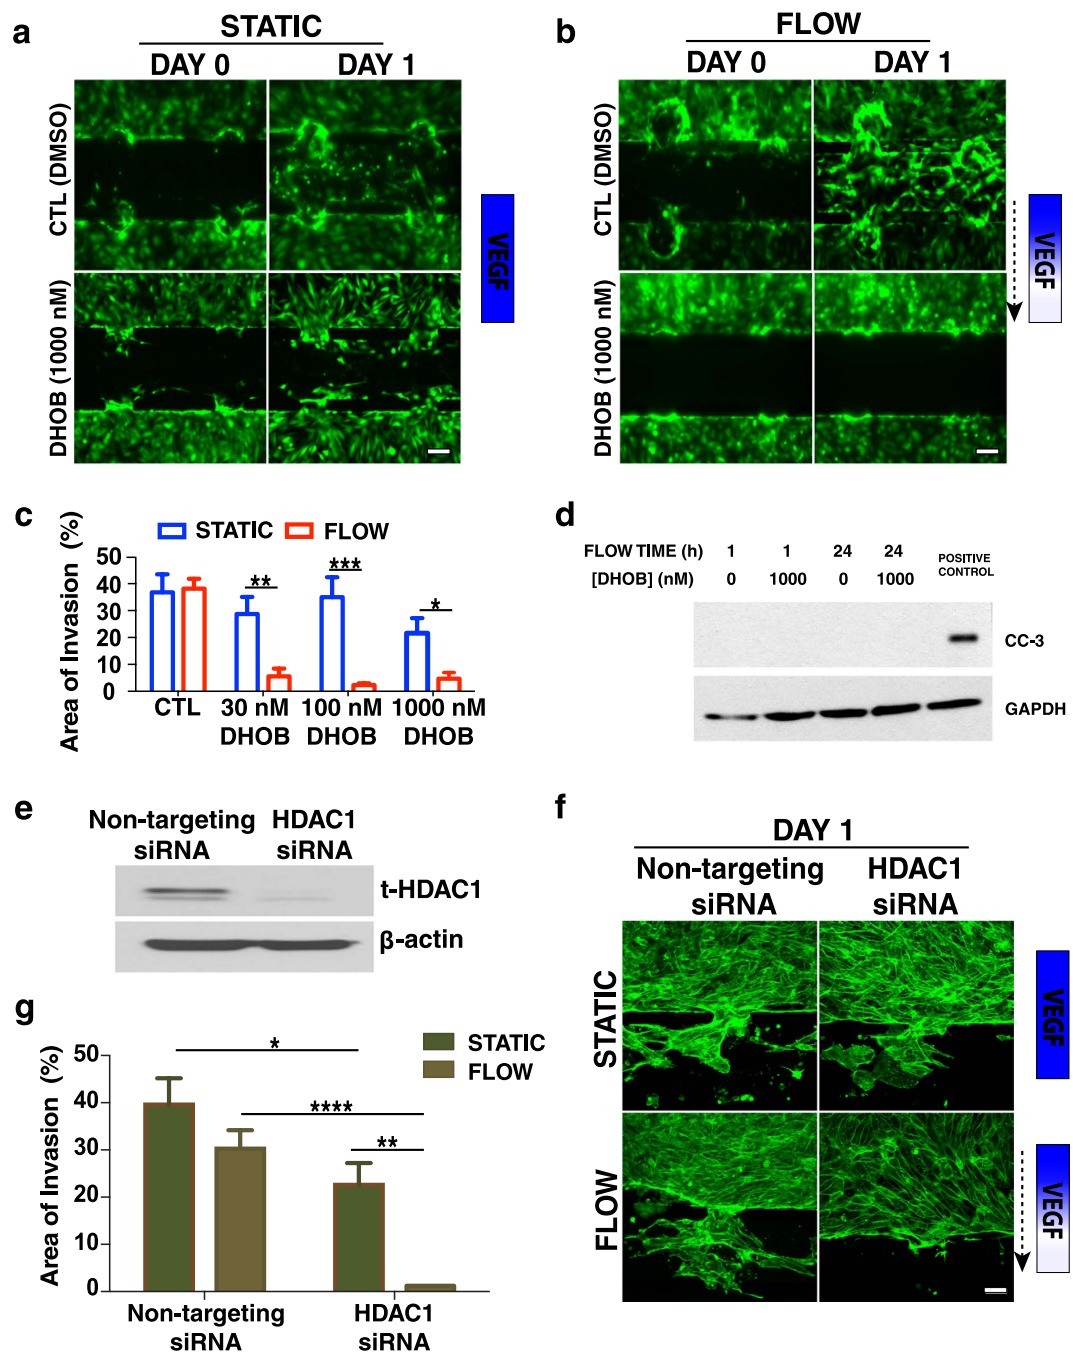 a
STATIC
DAY 0 DAY 1
CTL (DMSO)
DHOB (1000 nM)
VEGF
b
FLOW
DAY 0 DAY 1
CTL (DMSO)
DHOB (1000 nM)
VEGF
c
STATIC FLOW
Area of Invasion (%)
50
40
30
20
10
0
** *** *
CTL 30 nM 100 nM 1000 nM
DHOB DHOB DHOB
d
FLOW TIME (h) 1 1 24 24 POSITIVE
[DHOB] (nM) 0 1000 0 1000 CONTROL
CC-3
GAPDH
e
Non-targeting HDAC1
siRNA siRNA
t-HDAC1
β-actin
f
DAY 1
Non-targeting HDAC1
siRNA siRNA
STATIC
FLOW
VEGF
VEGF
g
STATIC
FLOW
Area of Invasion (%)
50
40
30
20
10
0
*
****
**
Non-targeting HDAC1
siRNA siRNA